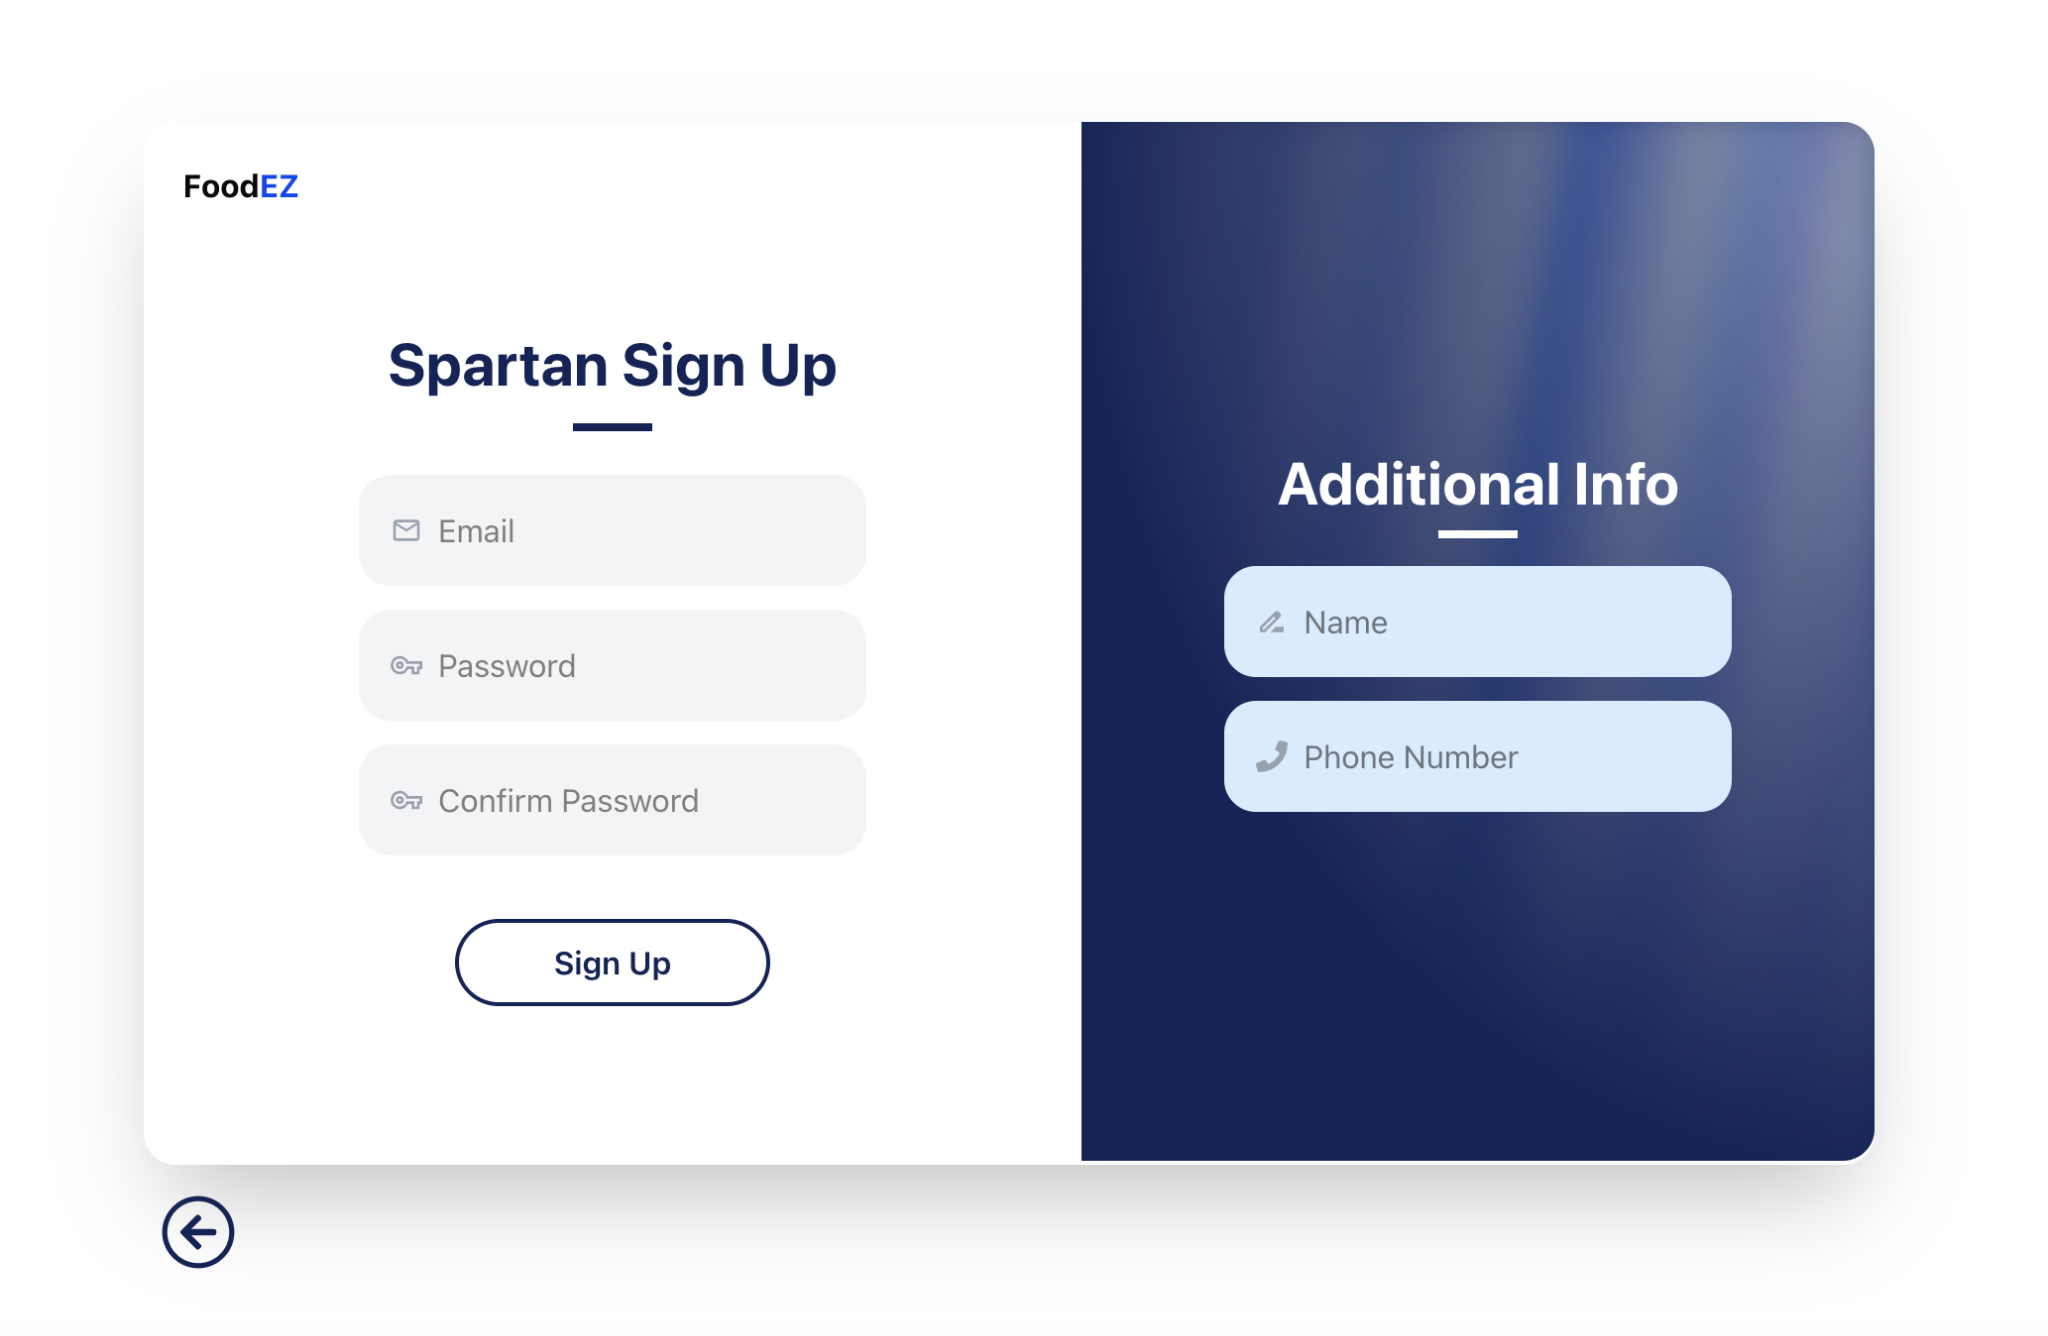 FoodEZ
Spartan Sign Up
Email
Password
Confirm Password
Sign Up
Additional Info
Name
Phone Number